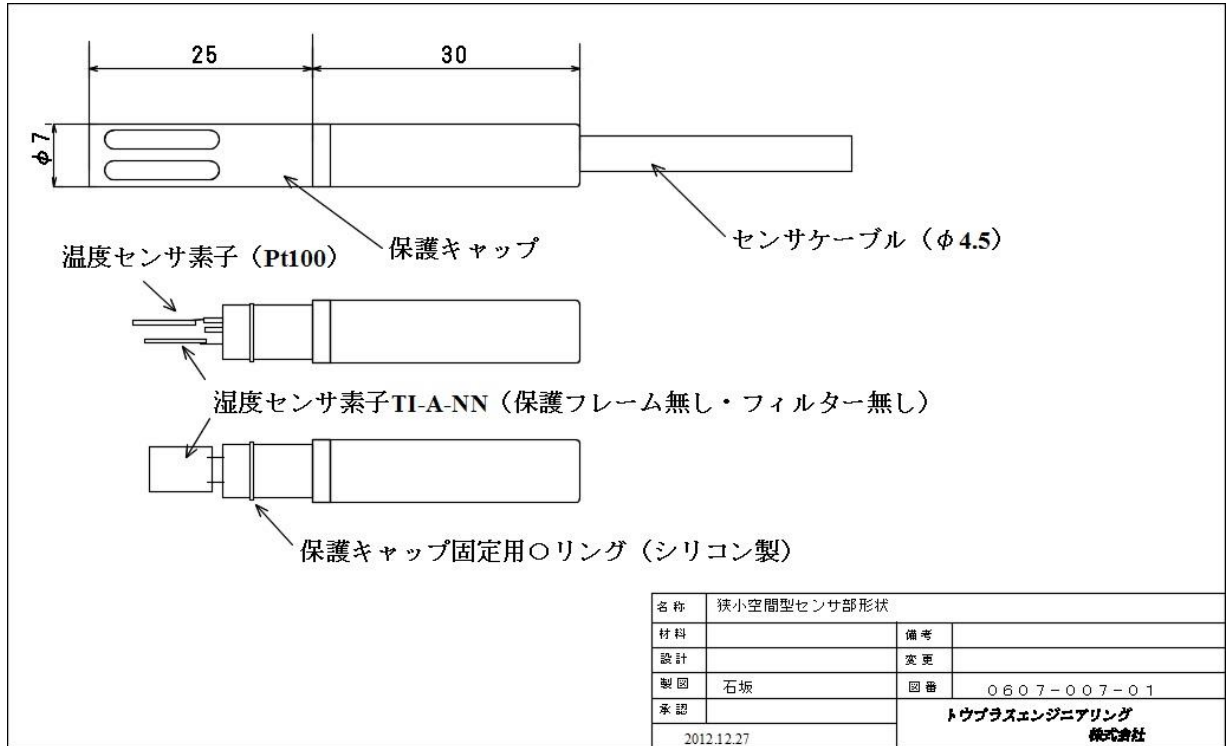 25
30
φ7
センサケーブル（φ4.5）
保護キャップ
温度センサ素子（Pt100）
湿度センサ素子TI-A-NN（保護フレーム無し・フィルター無し）
保護キャップ固定用○リング（シリコン製）
名称 狭小空間型センサ部形状
材料 備考
設計 変更
製図 石坂 図番 0607-007-01
承認
トウプラスエンジニアリング
株式会社
2012.12.27